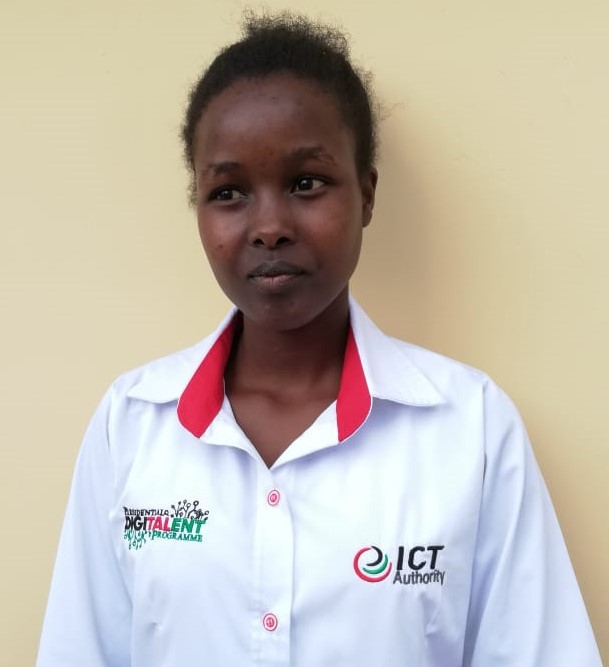 PRESIDENTIAL
DIGITALENT
PROGRAMME
ICT
Authority